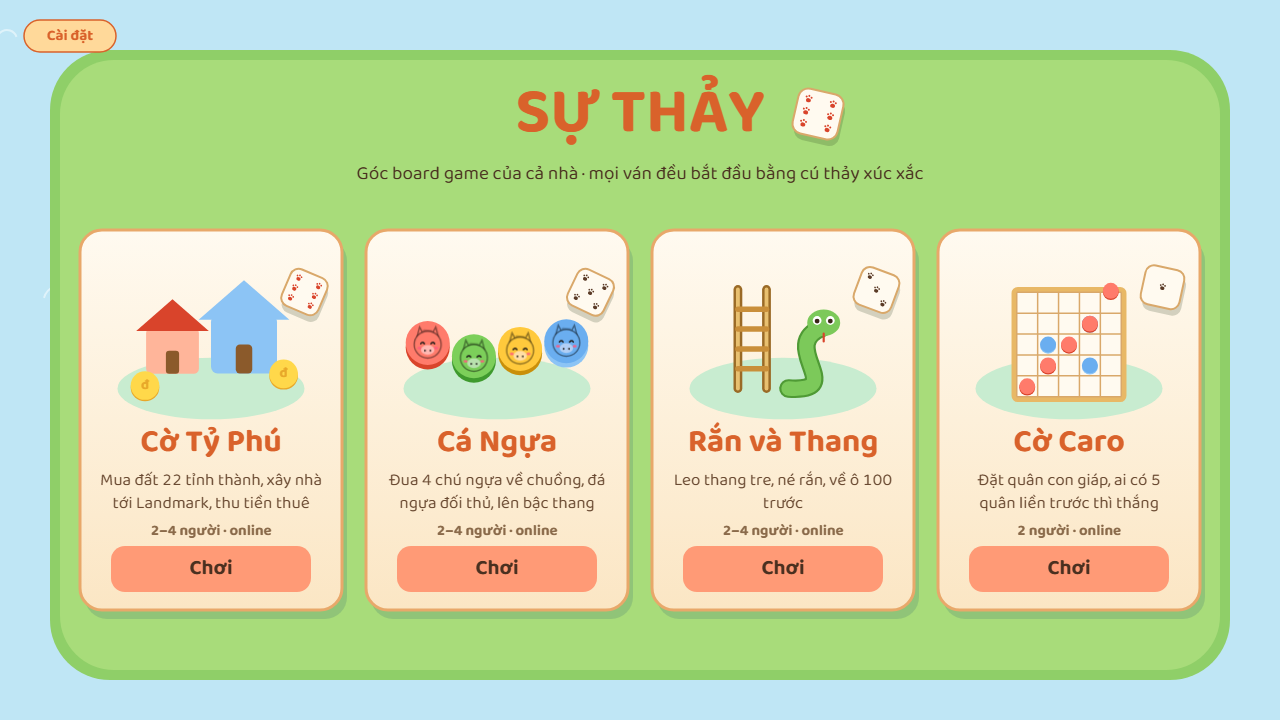 Cài đặt
SỰ THẢY
Góc board game của cả nhà · mọi ván đều bắt đầu bằng cú thảy xúc xắc
Cờ Tỷ Phú
Mua đất 22 tỉnh thành, xây nhà
tới Landmark, thu tiền thuê
2–4 người · online
Chơi
Cá Ngựa
Đua 4 chú ngựa về chuồng, đá
ngựa đối thủ, lên bậc thang
2–4 người · online
Chơi
Rắn và Thang
Leo thang tre, né rắn, về ô 100
trước
2–4 người · online
Chơi
Cờ Caro
Đặt quân con giáp, ai có 5
quân liền trước thì thắng
2 người · online
Chơi